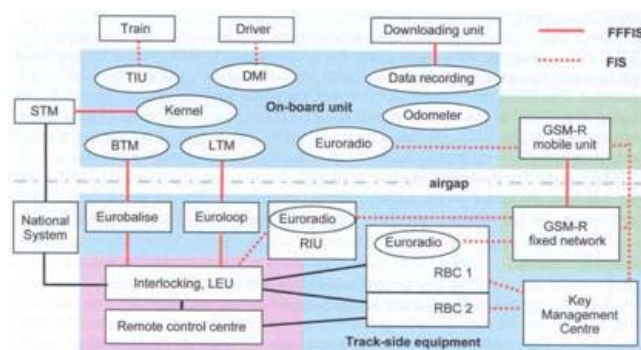 Train
Driver
Downloading unit
FFFIS
FIS
TIU
DMI
Data recording
On-board unit
STM
Kernel
Odometer
BTM
LTM
Euroradio
GSM-R
mobile unit
airgap
National
System
Eurobalise
Euroloop
Euroradio
RIU
GSM-R
fixed network
Euroradio
RBC 1
Interlocking, LEU
RBC 2
Key
Management
Centre
Remote control centre
Track-side equipment